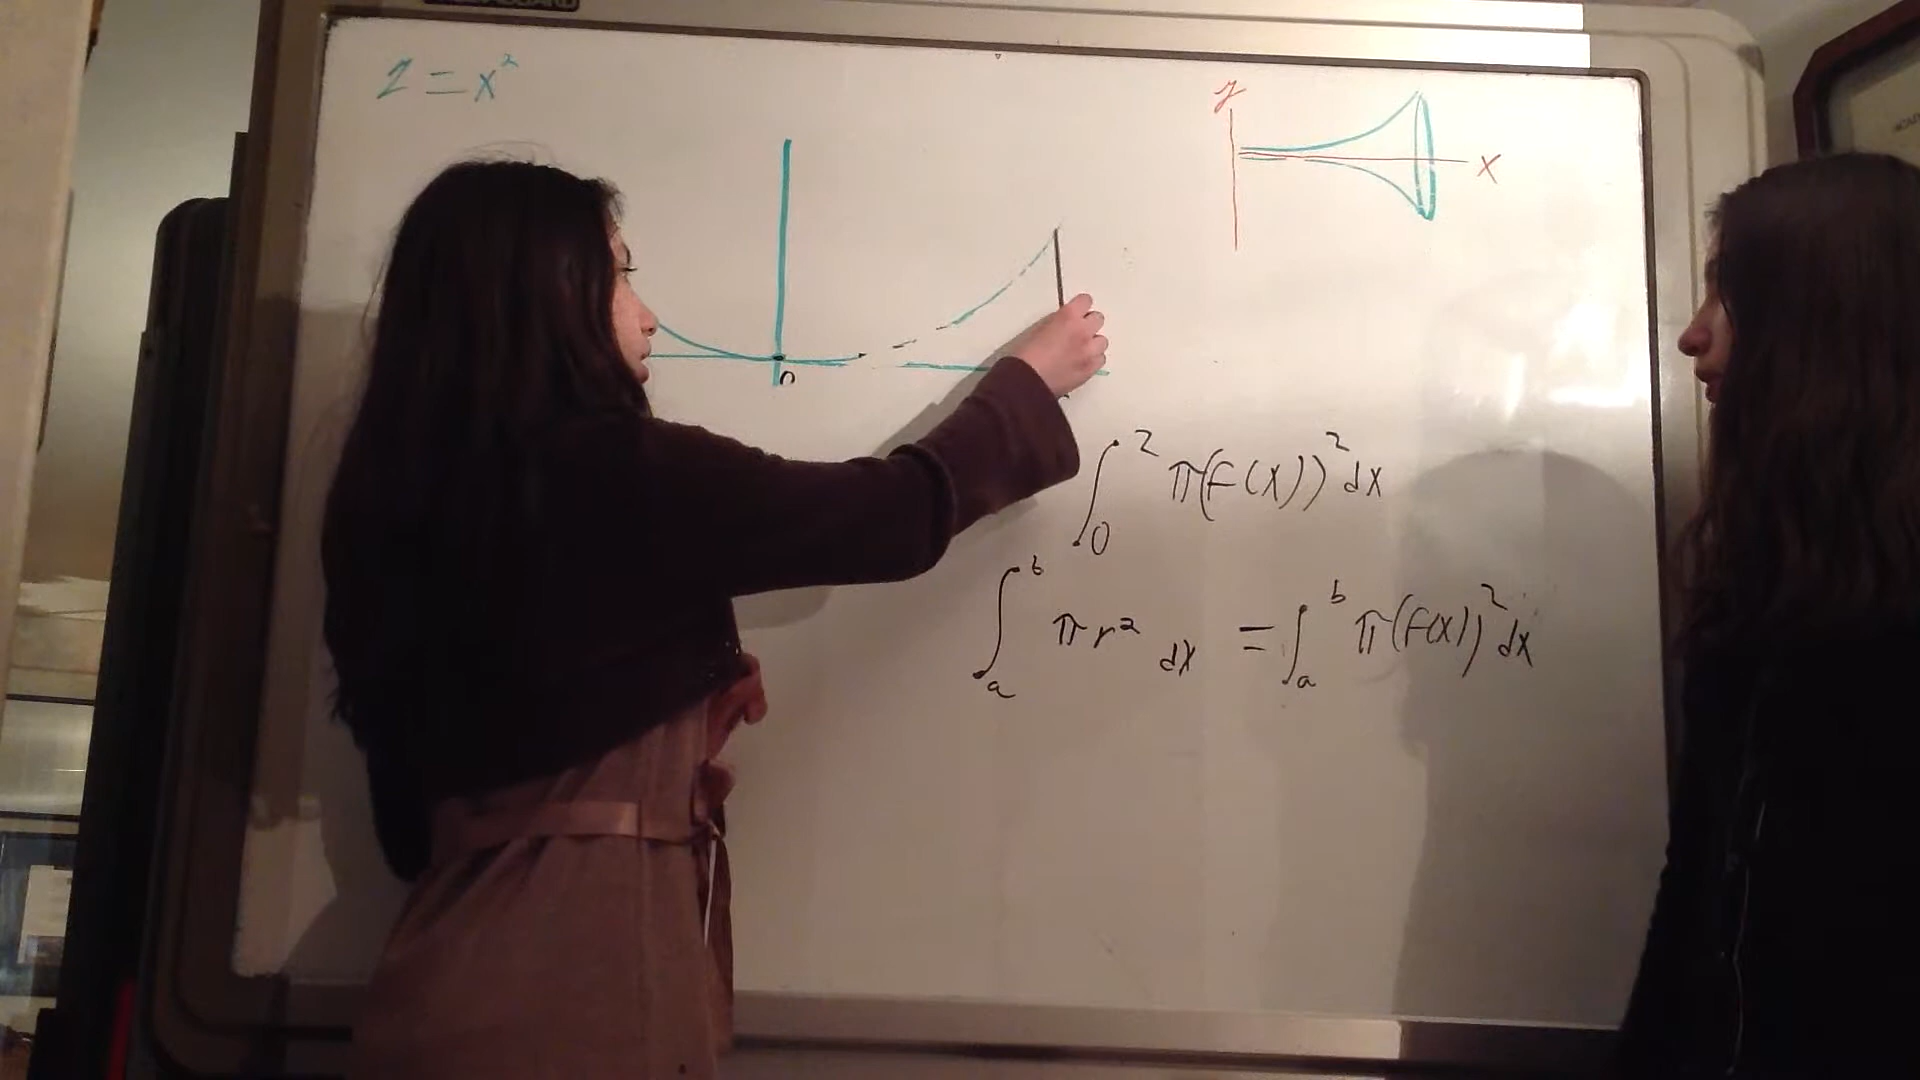 z = x²
y
x
0
∫₀² π(f(x))² dx
∫ₐᵇ πr² dx = ∫ₐᵇ π(f(x))² dx